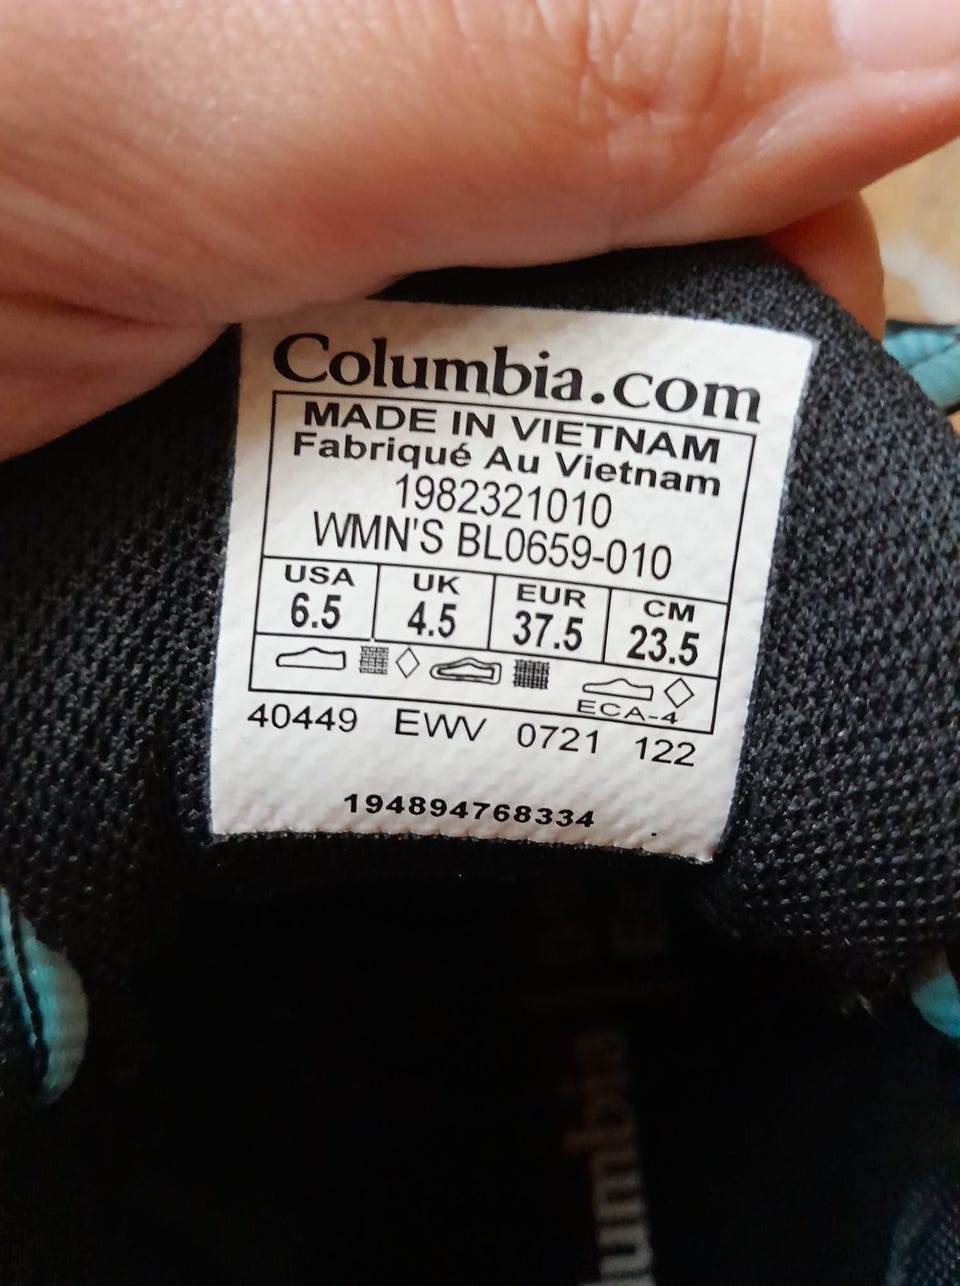 Columbia.com
MADE IN VIETNAM
Fabriqué Au Vietnam
1982321010
WMN'S BL0659-010
USA UK EUR CM
6.5 4.5 37.5 23.5
ECA-4
40449 EWV 0721 122
194894768334
umbia